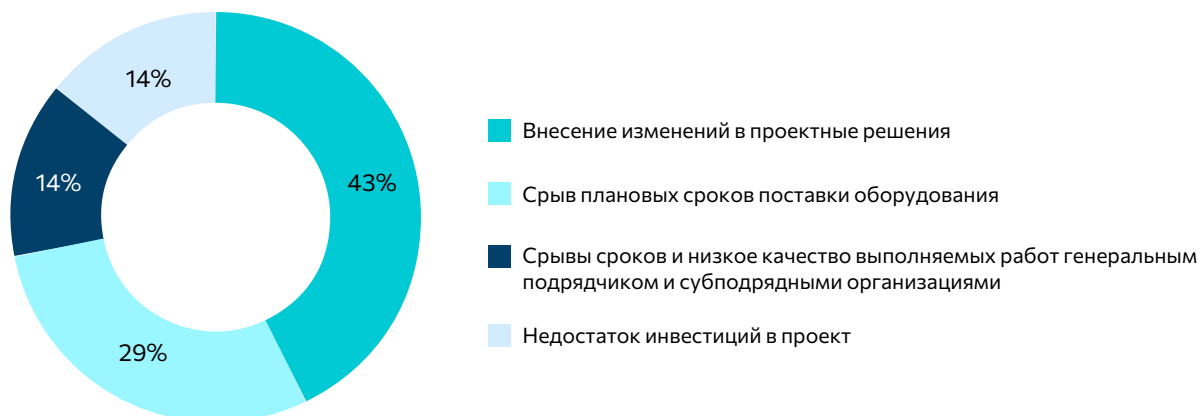 14%
14%
43%
29%
Внесение изменений в проектные решения
Срыв плановых сроков поставки оборудования
Срывы сроков и низкое качество выполняемых работ генеральным
подрядчиком и субподрядными организациями
Недостаток инвестиций в проект